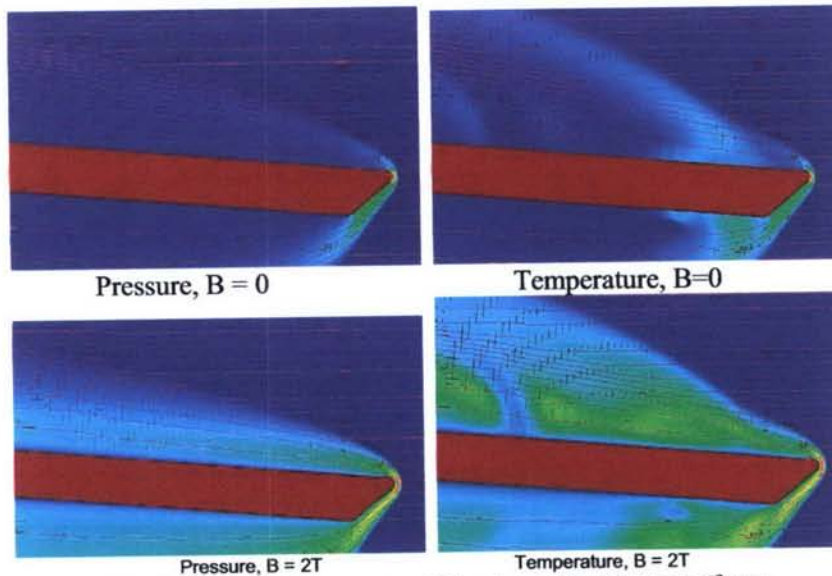 Pressure, B = 0
Temperature, B=0
Pressure, B = 2T
Temperature, B = 2T